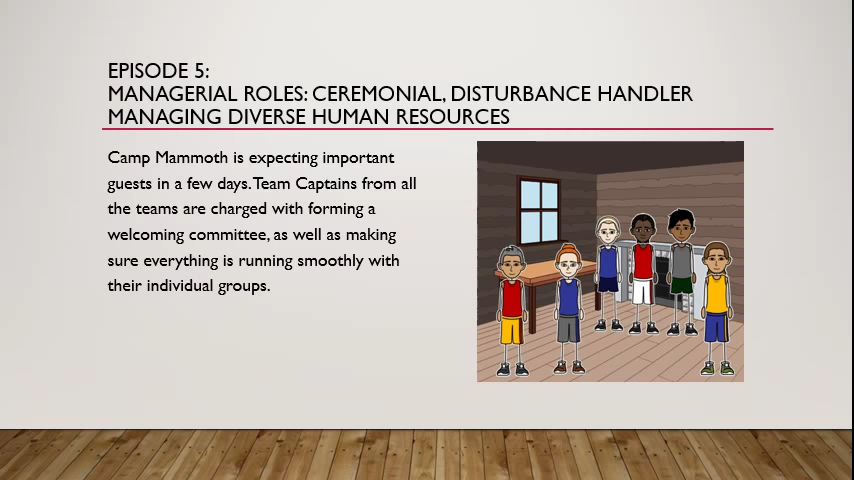 EPISODE 5:
MANAGERIAL ROLES: CEREMONIAL, DISTURBANCE HANDLER
MANAGING DIVERSE HUMAN RESOURCES
Camp Mammoth is expecting important
guests in a few days. Team Captains from all
the teams are charged with forming a
welcoming committee, as well as making
sure everything is running smoothly with
their individual groups.